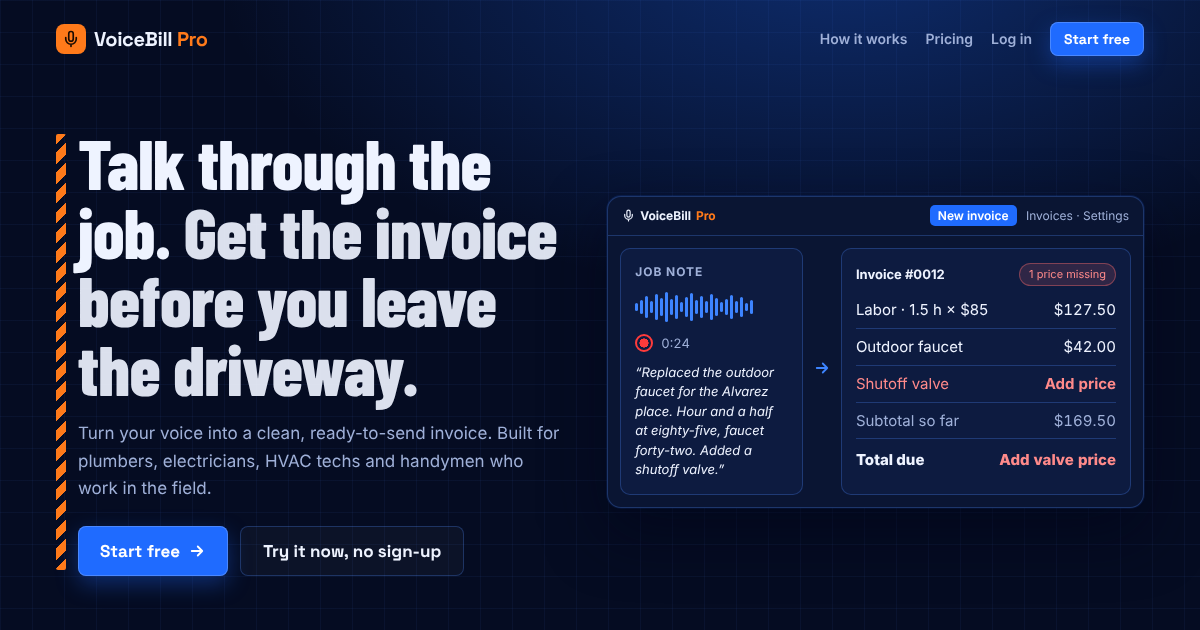 VoiceBill Pro
How it works Pricing Log in Start free
Talk through the
job. Get the invoice
before you leave
the driveway.
Turn your voice into a clean, ready-to-send invoice. Built for
plumbers, electricians, HVAC techs and handymen who
work in the field.
Start free →
Try it now, no sign-up
VoiceBill Pro
New invoice Invoices · Settings
JOB NOTE
0:24
“Replaced the outdoor
faucet for the Alvarez
place. Hour and a half
at eighty-five, faucet
forty-two. Added a
shutoff valve.”
→
Invoice #0012 1 price missing
Labor · 1.5 h × $85 $127.50
Outdoor faucet $42.00
Shutoff valve Add price
Subtotal so far $169.50
Total due Add valve price